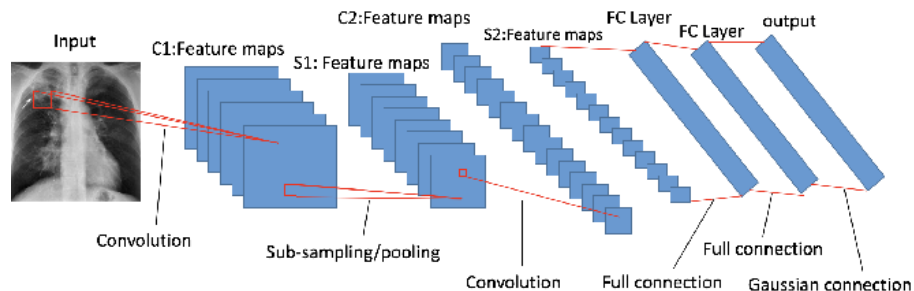 Input
C1:Feature maps
S1: Feature maps
C2:Feature maps
S2:Feature maps
FC Layer
FC Layer
output
Convolution
Sub-sampling/pooling
Convolution
Full connection
Full connection
Gaussian connection